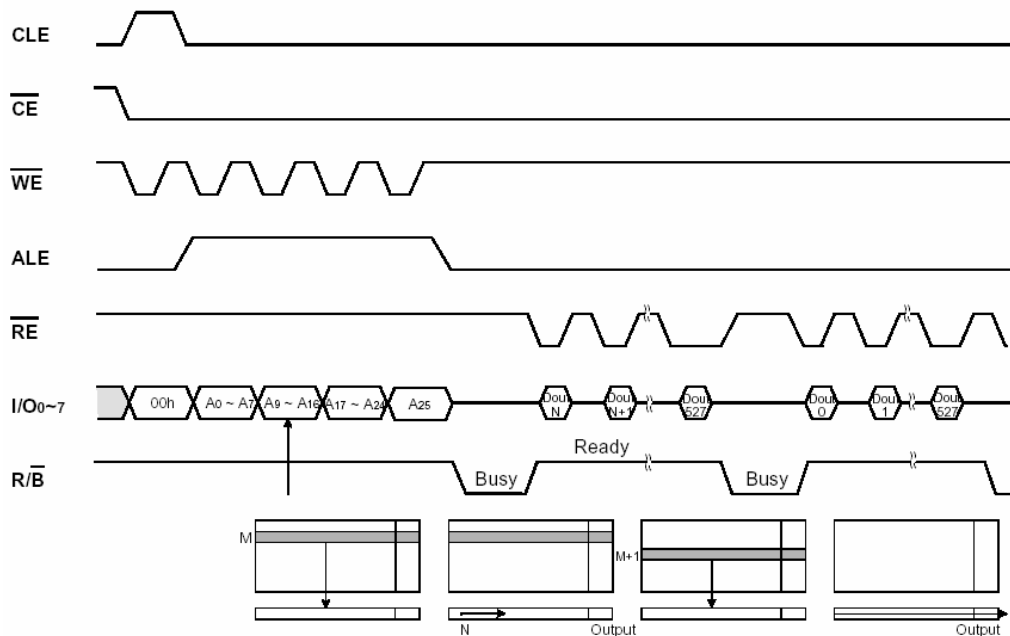 CLE
CE
WE
ALE
RE
I/O0~7 00h A0 ~ A7 A9 ~ A16 A17 ~ A24 A25 Dout N Dout N+1 Dout 527 Dout 0 Dout 1 Dout 527
Ready
R/B Busy Busy
M
M+1
N Output Output